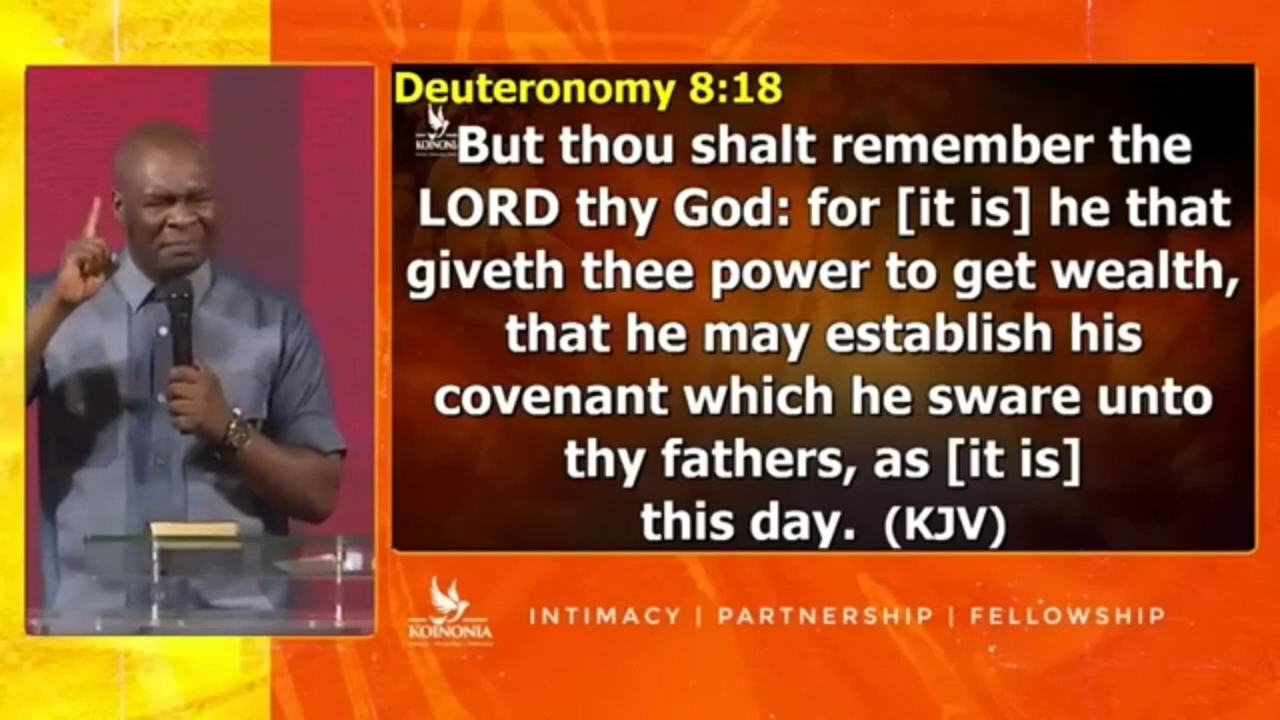 Deuteronomy 8:18
But thou shalt remember the
LORD thy God: for [it is] he that
giveth thee power to get wealth,
that he may establish his
covenant which he sware unto
thy fathers, as [it is]
this day. (KJV)
KOINONIA
INTIMACY | PARTNERSHIP | FELLOWSHIP